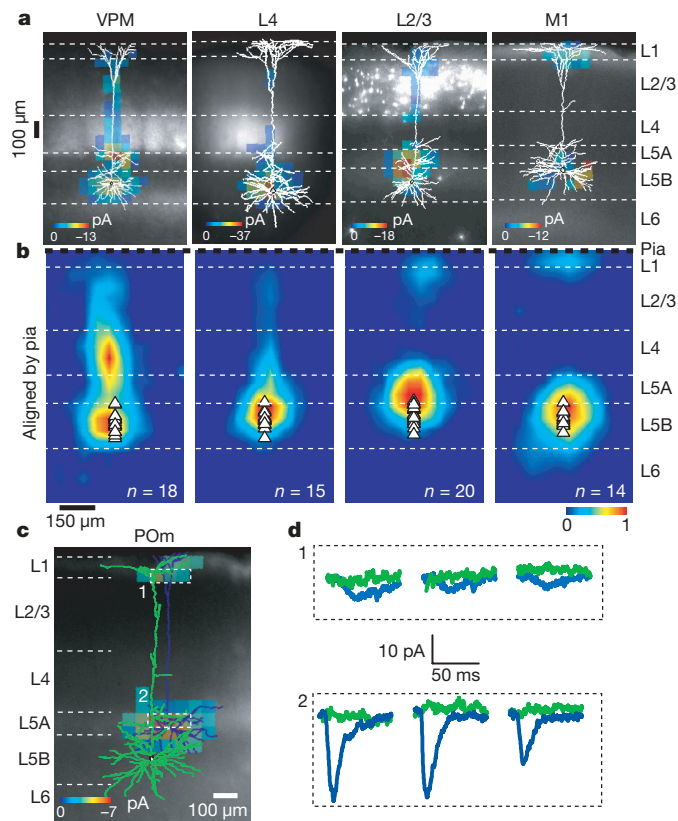 a VPM L4 L2/3 M1
L1
L2/3
L4
L5A
L5B
L6
100 µm
pA
0 −13
pA
0 −37
pA
0 −18
pA
0 −12
b
Pia
L1
L2/3
L4
L5A
L5B
L6
Aligned by pia
n = 18
n = 15
n = 20
n = 14
150 µm
0 1
c POm
L1
L2/3
L4
L5A
L5B
L6
1
2
pA
0 −7
100 µm
d
1
10 pA
50 ms
2